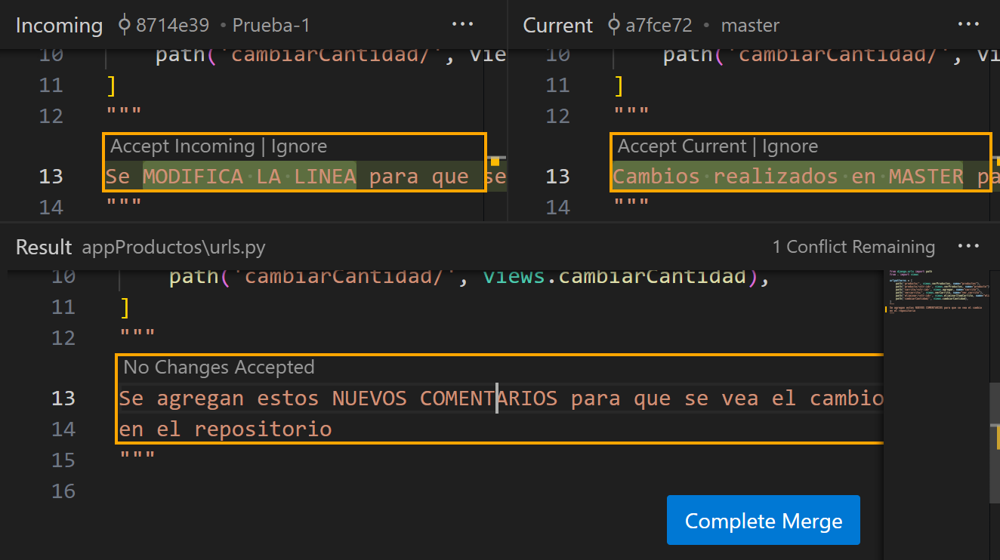 Incoming 8714e39 • Prueba-1 ···
10 path('cambiarCantidad/', vie
11 ]
12 """
Accept Incoming | Ignore
13 Se MODIFICA·LA·LINEA para que se
14 """
Current a7fce72 • master ···
10 path('cambiarCantidad/', vi
11 ]
12 """
Accept Current | Ignore
13 Cambios·realizados·en·MASTER pa
14 """
Result appProductos\urls.py 1 Conflict Remaining ···
10 path('cambiarCantidad/', views.cambiarCantidad),
11 ]
12 """
No Changes Accepted
13 Se agregan estos NUEVOS COMENTARIOS para que se vea el cambio
14 en el repositorio
15 """
16
Complete Merge